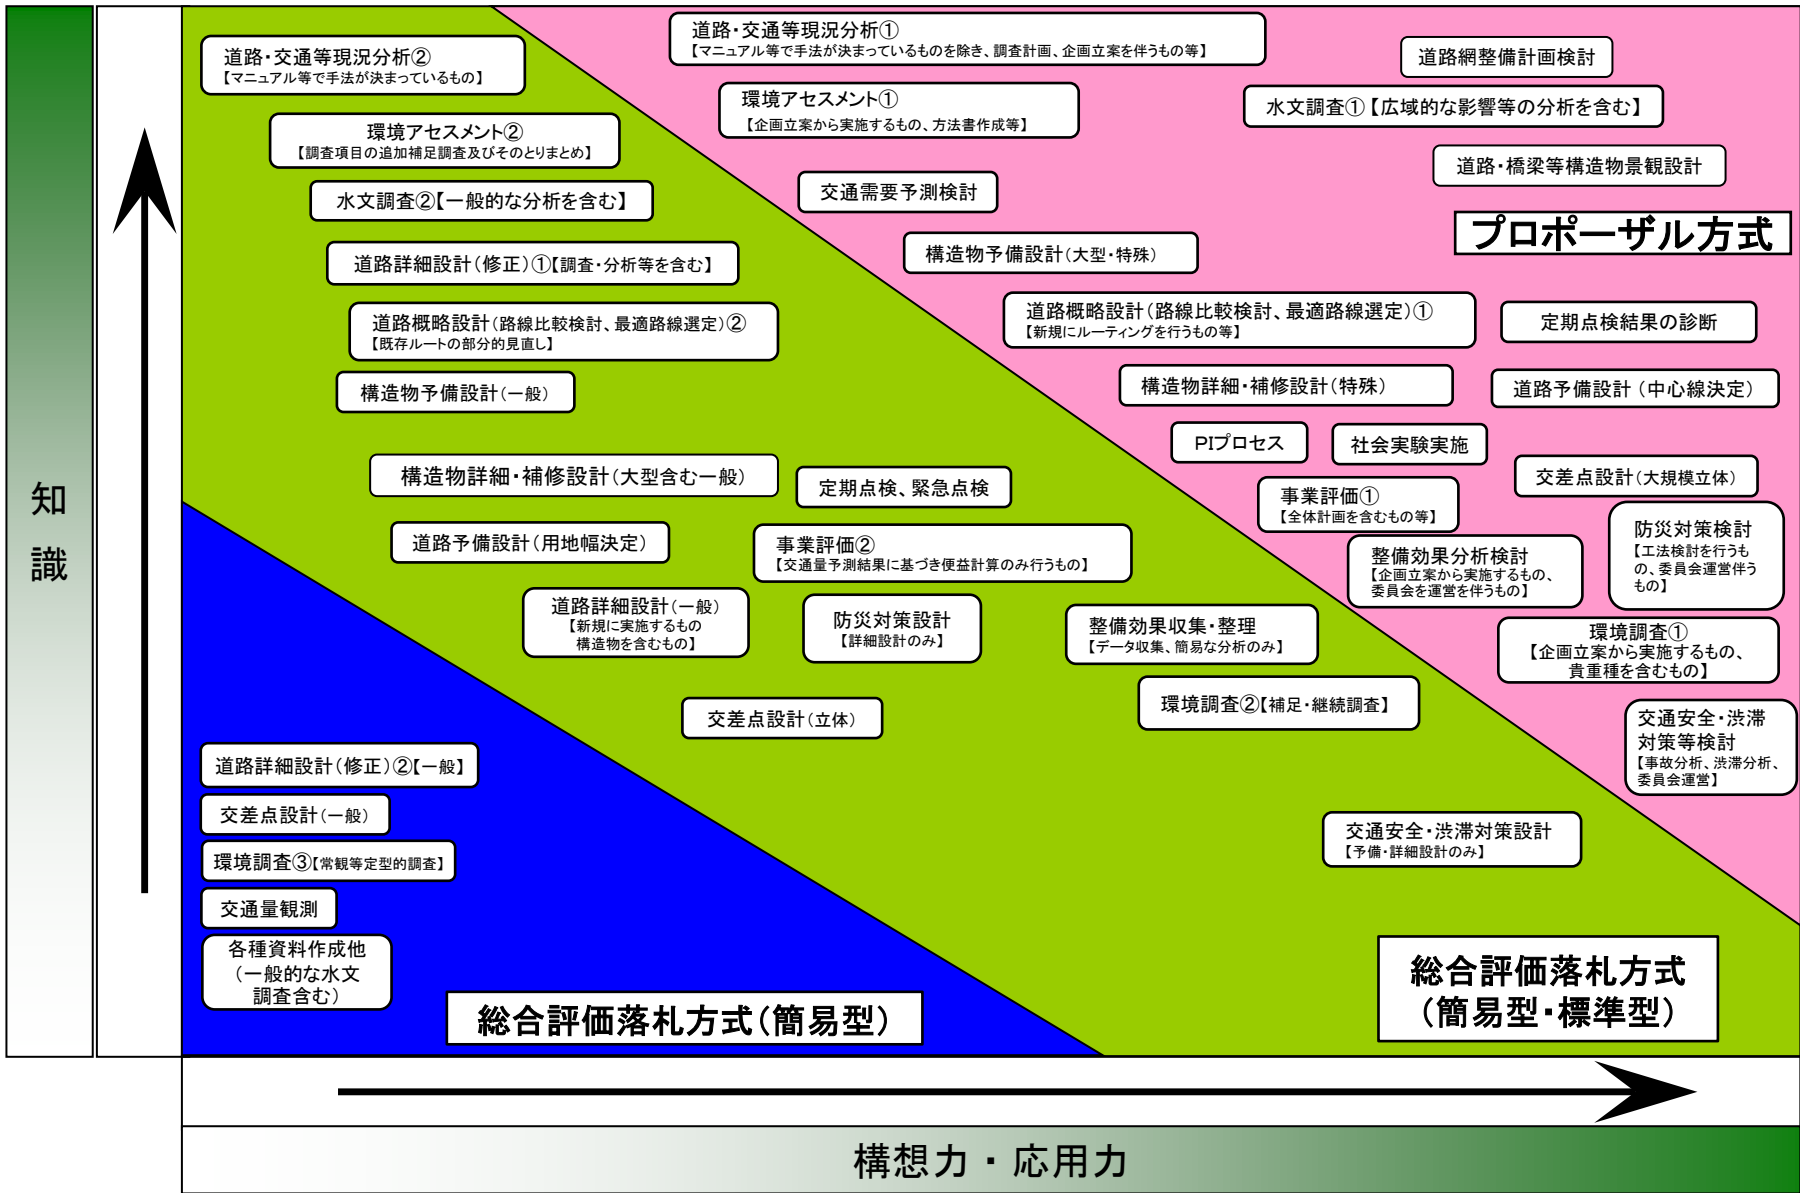 知
識
道路・交通等現況分析②
【マニュアル等で手法が決まっているもの】
環境アセスメント②
【調査項目の追加補足調査及びそのとりまとめ】
水文調査②【一般的な分析を含む】
道路詳細設計（修正）①【調査・分析等を含む】
道路概略設計（路線比較検討、最適路線選定）②
【既存ルートの部分的見直し】
構造物予備設計（一般）
構造物詳細・補修設計（大型含む一般）
定期点検、緊急点検
道路予備設計（用地幅決定）
事業評価②
【交通量予測結果に基づき便益計算のみ行うもの】
道路詳細設計（一般）
【新規に実施するもの
構造物を含むもの】
防災対策設計
【詳細設計のみ】
整備効果収集・整理
【データ収集、簡易な分析のみ】
環境調査②【補足・継続調査】
交差点設計（立体）
交通安全・渋滞対策設計
【予備・詳細設計のみ】
総合評価落札方式
（簡易型・標準型）
道路・交通等現況分析①
【マニュアル等で手法が決まっているものを除き、調査計画、企画立案を伴うもの等】
道路網整備計画検討
環境アセスメント①
【企画立案から実施するもの、方法書作成等】
水文調査①【広域的な影響等の分析を含む】
道路・橋梁等構造物景観設計
交通需要予測検討
プロポーザル方式
構造物予備設計（大型・特殊）
道路概略設計（路線比較検討、最適路線選定）①
【新規にルーティングを行うもの等】
定期点検結果の診断
構造物詳細・補修設計（特殊）
道路予備設計（中心線決定）
PIプロセス
社会実験実施
交差点設計（大規模立体）
事業評価①
【全体計画を含むもの等】
防災対策検討
【工法検討を行うも
の、委員会運営伴う
もの】
整備効果分析検討
【企画立案から実施するもの、
委員会を運営を伴うもの】
環境調査①
【企画立案から実施するもの、
貴重種を含むもの】
交通安全・渋滞
対策等検討
【事故分析、渋滞分析、
委員会運営】
道路詳細設計（修正）②【一般】
交差点設計（一般）
環境調査③【常観等定型的調査】
交通量観測
各種資料作成他
（一般的な水文
調査含む）
総合評価落札方式（簡易型）
構想力・応用力